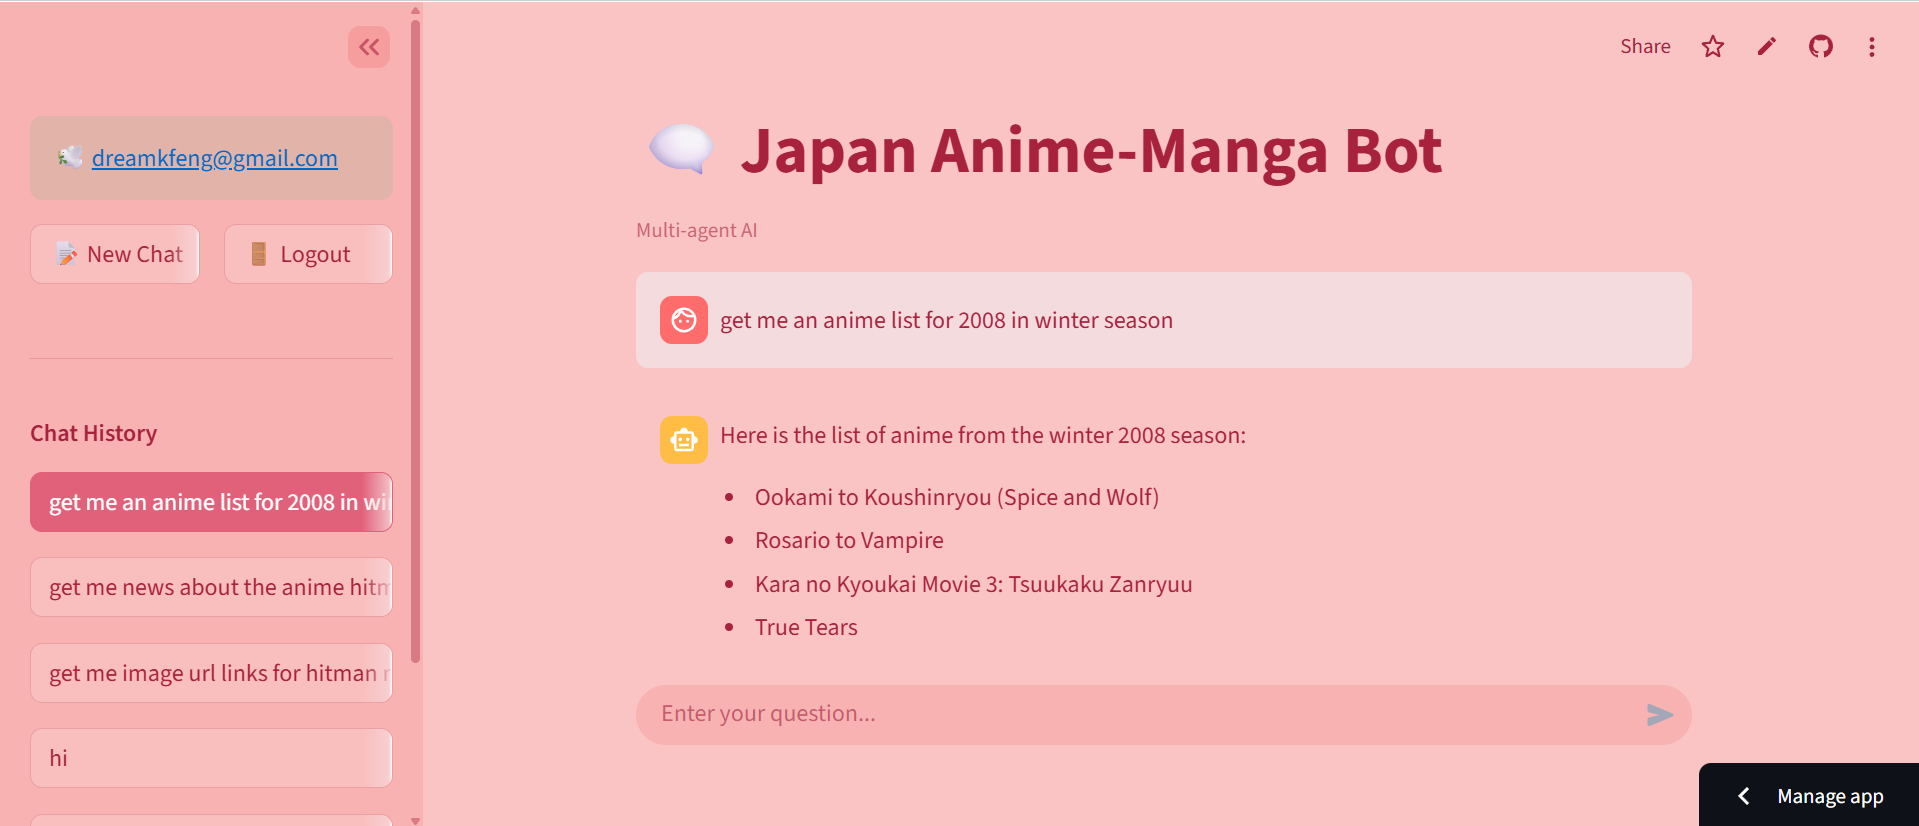 dreamkfeng@gmail.com
New Chat
Logout
Chat History
get me an anime list for 2008 in
get me news about the anime
get me image url links for hitman
hi
Share
Japan Anime-Manga Bot
Multi-agent AI
get me an anime list for 2008 in winter season
Here is the list of anime from the winter 2008 season:
Ookami to Koushinryou (Spice and Wolf)
Rosario to Vampire
Kara no Kyoukai Movie 3: Tsuukaku Zanryuu
True Tears
Enter your question...
Manage app